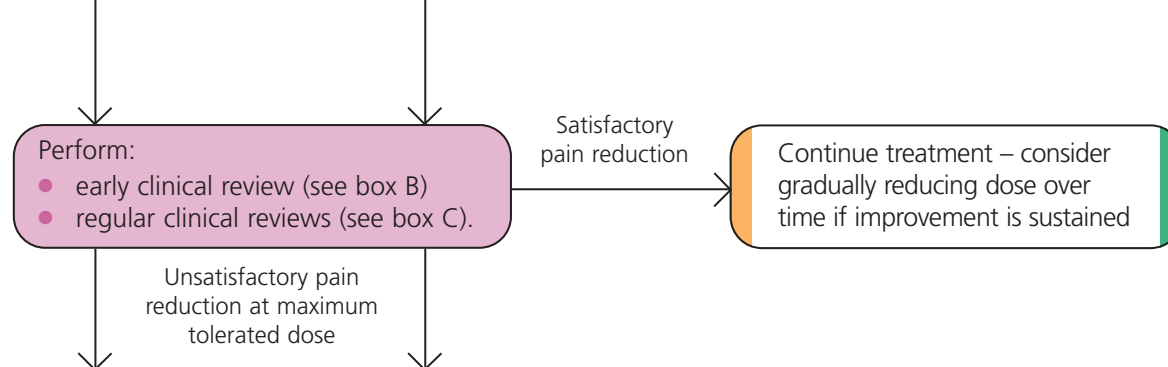 Perform:
● early clinical review (see box B)
● regular clinical reviews (see box C).
Satisfactory
pain reduction
Continue treatment – consider
gradually reducing dose over
time if improvement is sustained
Unsatisfactory pain
reduction at maximum
tolerated dose